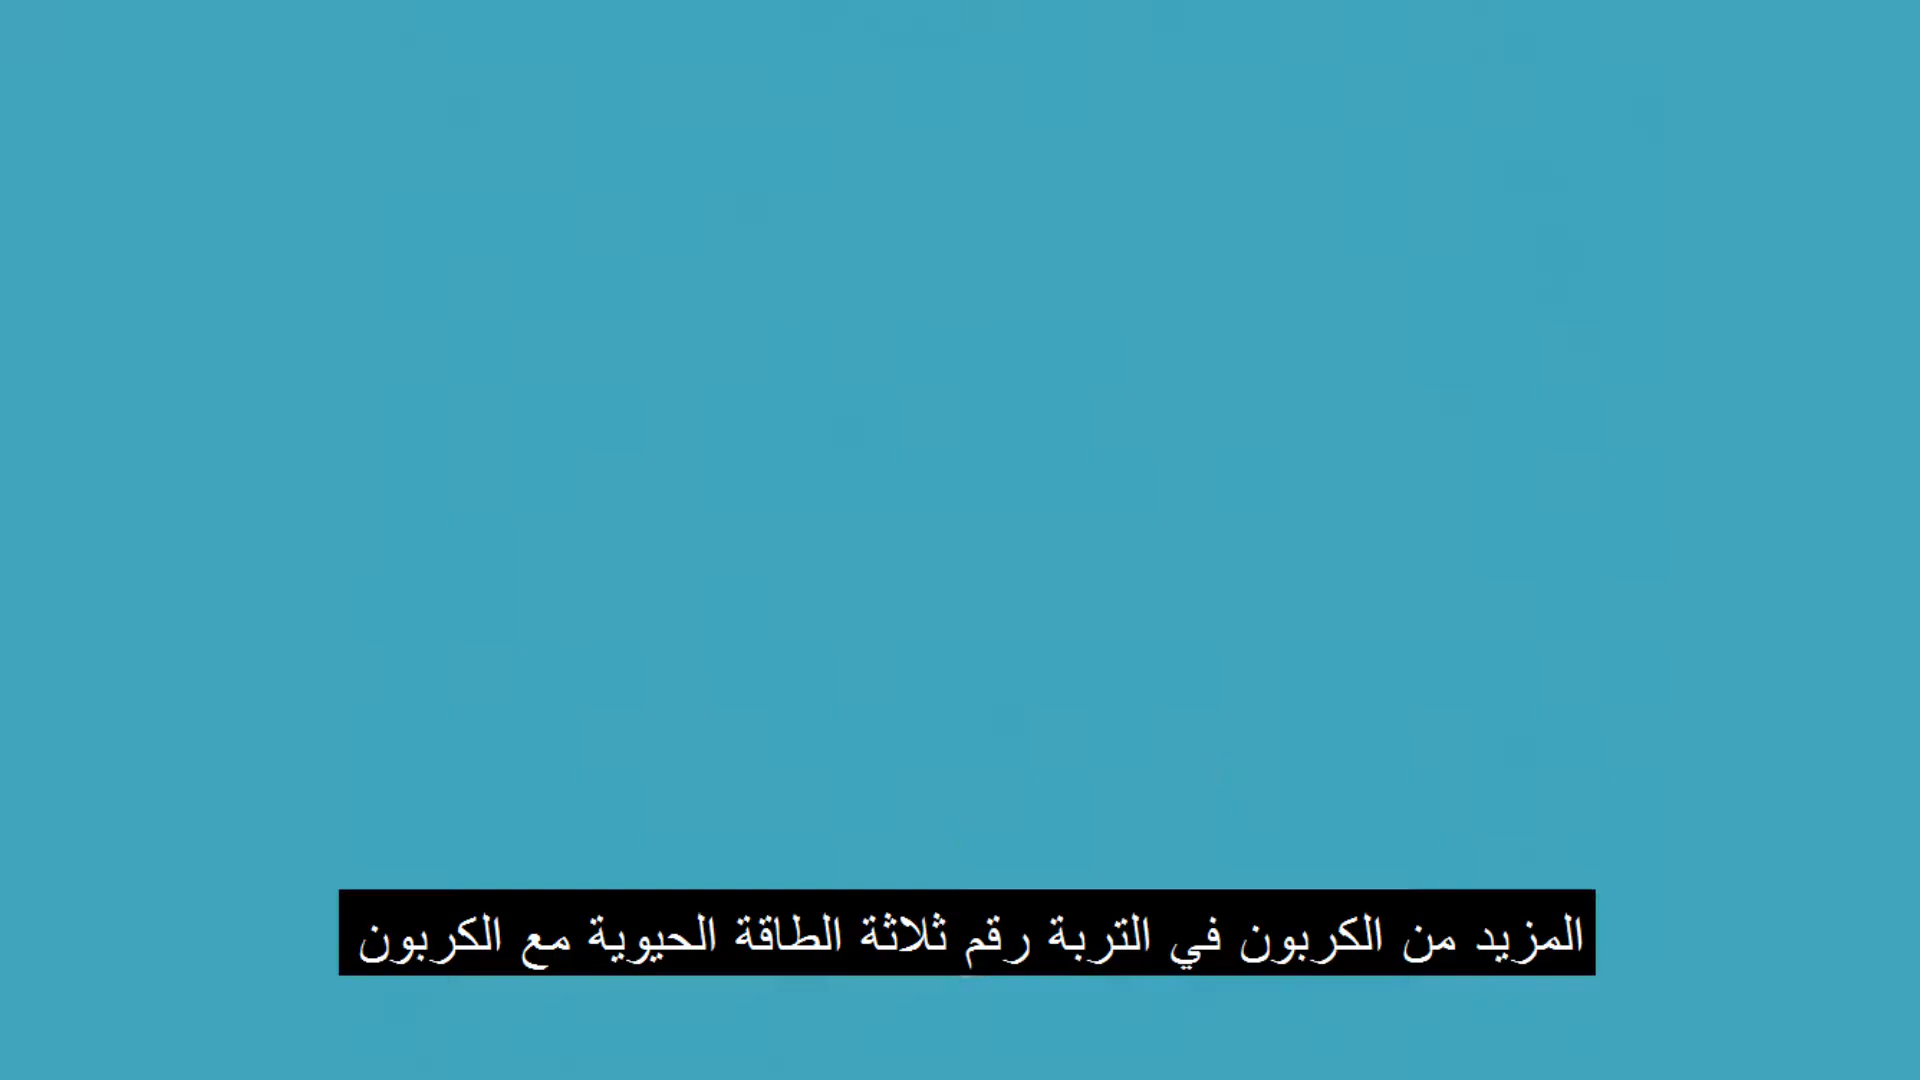 المزيد من الكربون في التربة رقم ثلاثة الطاقة الحيوية مع الكربون